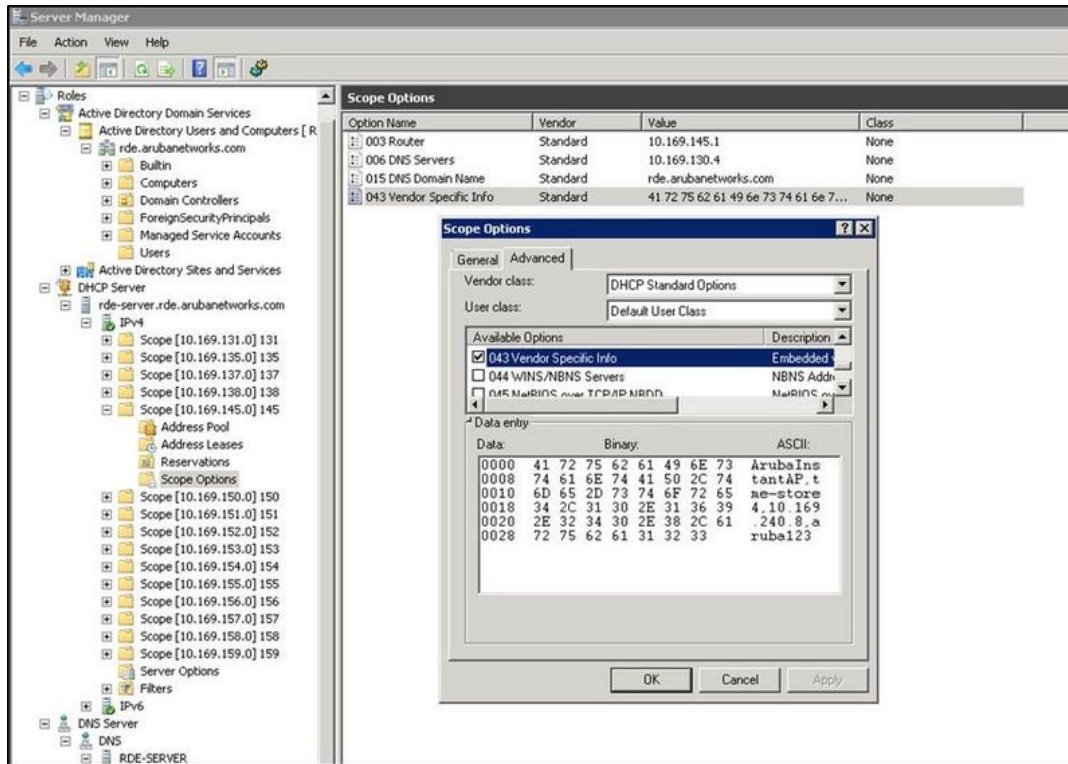 Server Manager
File Action View Help
Roles
Active Directory Domain Services
Active Directory Users and Computers [ R
rde.arubanetworks.com
Builtin
Computers
Domain Controllers
ForeignSecurityPrincipals
Managed Service Accounts
Users
Active Directory Sites and Services
DHCP Server
rde-server.rde.arubanetworks.com
IPv4
Scope [10.169.131.0] 131
Scope [10.169.135.0] 135
Scope [10.169.137.0] 137
Scope [10.169.138.0] 138
Scope [10.169.145.0] 145
Address Pool
Address Leases
Reservations
Scope Options
Scope [10.169.150.0] 150
Scope [10.169.151.0] 151
Scope [10.169.152.0] 152
Scope [10.169.153.0] 153
Scope [10.169.154.0] 154
Scope [10.169.155.0] 155
Scope [10.169.156.0] 156
Scope [10.169.157.0] 157
Scope [10.169.158.0] 158
Scope [10.169.159.0] 159
Server Options
Filters
IPv6
DNS Server
DNS
RDE-SERVER
Scope Options
Option Name Vendor Value Class
003 Router Standard 10.169.145.1 None
006 DNS Servers Standard 10.169.130.4 None
015 DNS Domain Name Standard rde.arubanetworks.com None
043 Vendor Specific Info Standard 41 72 75 62 61 49 6e 73 74 61 6e 7... None
Scope Options
General Advanced
Vendor class: DHCP Standard Options
User class: Default User Class
Available Options Description
043 Vendor Specific Info Embedded
044 WINS/NBNS Servers NBNS Addr
045 NetBIOS over TCP/IP NBDD NetBIOS
Data entry
Data: Binary: ASCII:
0000 41 72 75 62 61 49 6E 73 ArubaIns
0008 74 61 6E 74 41 50 2C 74 tantAP,t
0010 6D 65 2D 73 74 6F 72 65 me-store
0018 34 2C 31 30 2E 31 36 39 4,10.169
0020 2E 32 34 30 2E 38 2C 61 .240.8,a
0028 72 75 62 61 31 32 33 ruba123
OK Cancel Apply